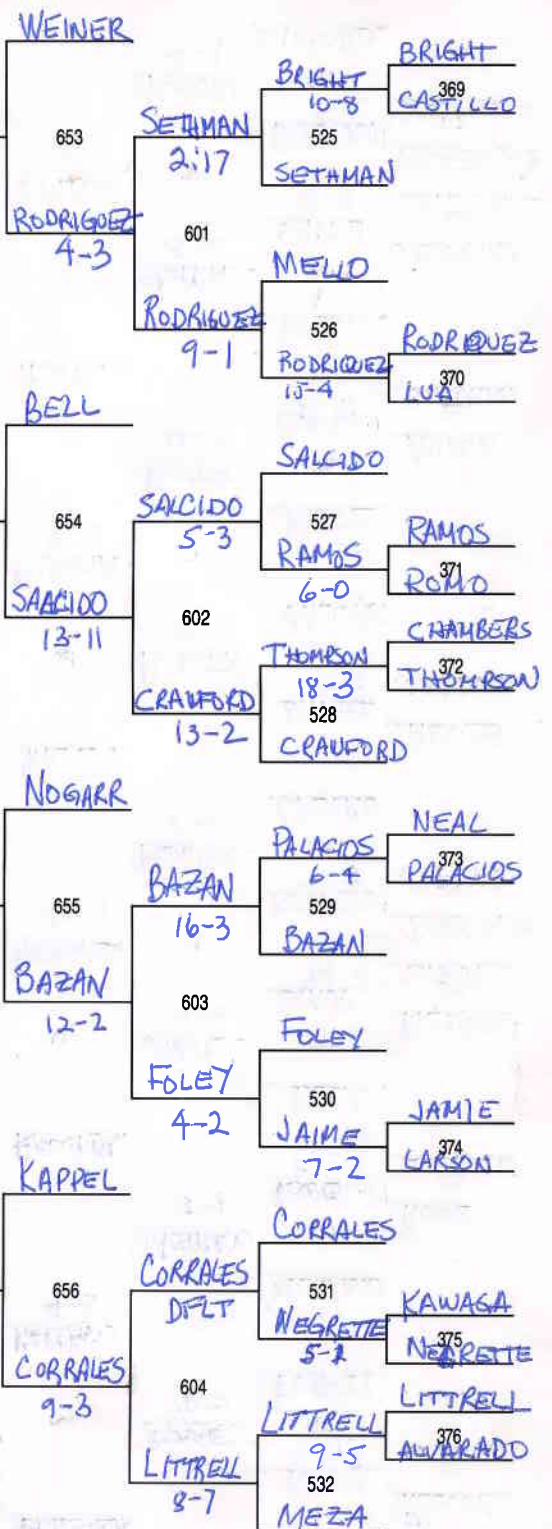 WEINER
653
RODRIGUEZ
4-3
SETHMAN
2:17
601
RODRIGUEZ
9-1
BRIGHT
10-8
525
SETHMAN
MELLO
526
RODRIQUEZ
15-4
BRIGHT
369
CASTILLO
RODRIQUEZ
370
LUA
BELL
654
SALCIDO
13-11
SALCIDO
5-3
602
CRAWFORD
13-2
SALCIDO
527
RAMOS
6-0
THOMPSON
18-3
528
CRAWFORD
RAMOS
371
ROMO
CHAMBERS
372
THOMPSON
NOGARR
655
BAZAN
12-2
BAZAN
16-3
603
FOLEY
4-2
PALACIOS
6-4
529
BAZAN
FOLEY
530
JAIME
7-2
NEAL
373
PALACIOS
JAMIE
374
LARSON
KAPPEL
656
CORRALES
9-3
CORRALES
DFLT
604
LITTRELL
8-7
CORRALES
531
NEGRETTE
LITTRELL
9-5
532
MEZA
KAWAGA
375
NEGRETTE
LITTRELL
376
ALVARADO